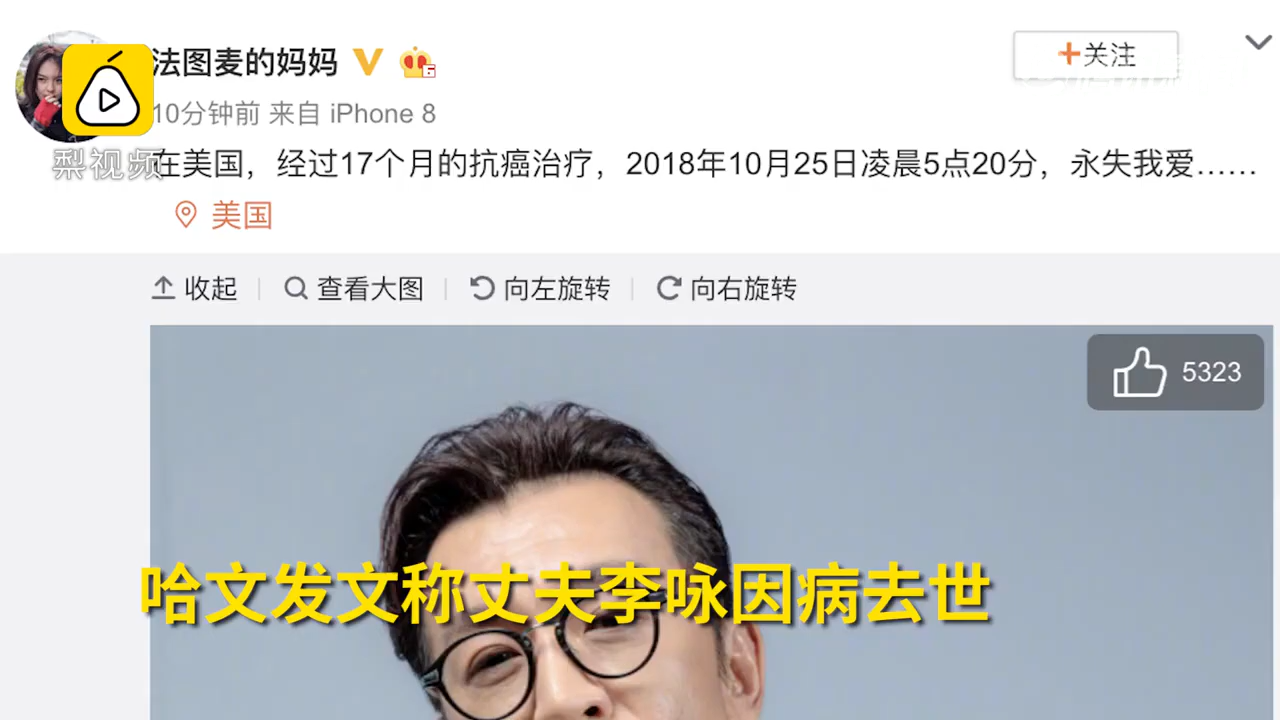 法图麦的妈妈
+关注
10分钟前 来自 iPhone 8
梨视频
在美国，经过17个月的抗癌治疗，2018年10月25日凌晨5点20分，永失我爱……
美国
收起 查看大图 向左旋转 向右旋转
5323
哈文发文称丈夫李咏因病去世